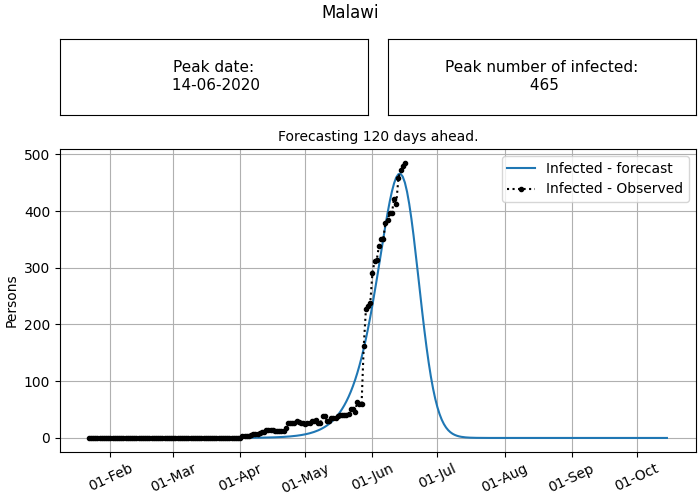 Malawi
Peak date:
14-06-2020
Peak number of infected:
465
Forecasting 120 days ahead.
Infected - forecast
Infected - Observed
Persons
500
400
300
200
100
0
01-Feb
01-Mar
01-Apr
01-May
01-Jun
01-Jul
01-Aug
01-Sep
01-Oct